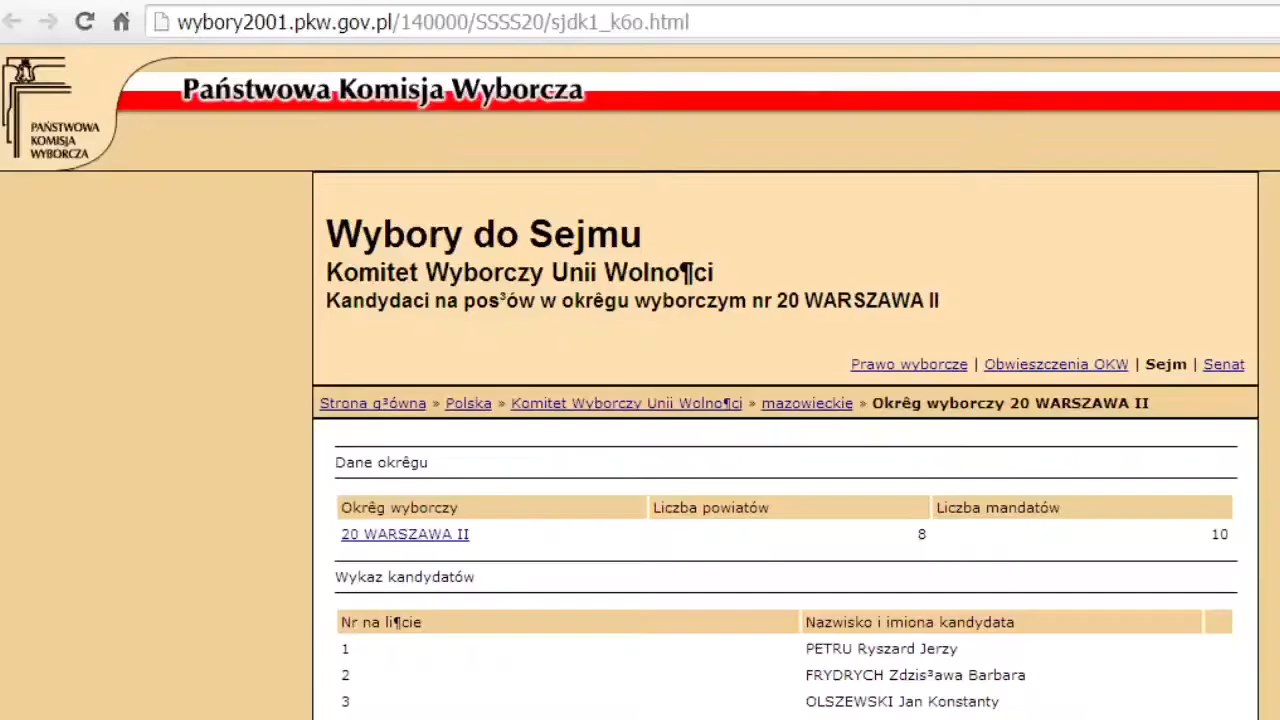 wybory2001.pkw.gov.pl/140000/SSSS20/sjdk1_k6o.html
Państwowa Komisja Wyborcza
PAŃSTWOWA
KOMISJA
WYBORCZA
Wybory do Sejmu
Komitet Wyborczy Unii Wolno¶ci
Kandydaci na pos³ów w okrêgu wyborczym nr 20 WARSZAWA II
Prawo wyborcze | Obwieszczenia OKW | Sejm | Senat
Strona g³ówna » Polska » Komitet Wyborczy Unii Wolno¶ci » mazowieckie » Okrêg wyborczy 20 WARSZAWA II
Dane okrêgu
Okrêg wyborczy Liczba powiatów Liczba mandatów
20 WARSZAWA II 8 10
Wykaz kandydatów
Nr na li¶cie Nazwisko i imiona kandydata
1 PETRU Ryszard Jerzy
2 FRYDRYCH Zdzis³awa Barbara
3 OLSZEWSKI Jan Konstanty